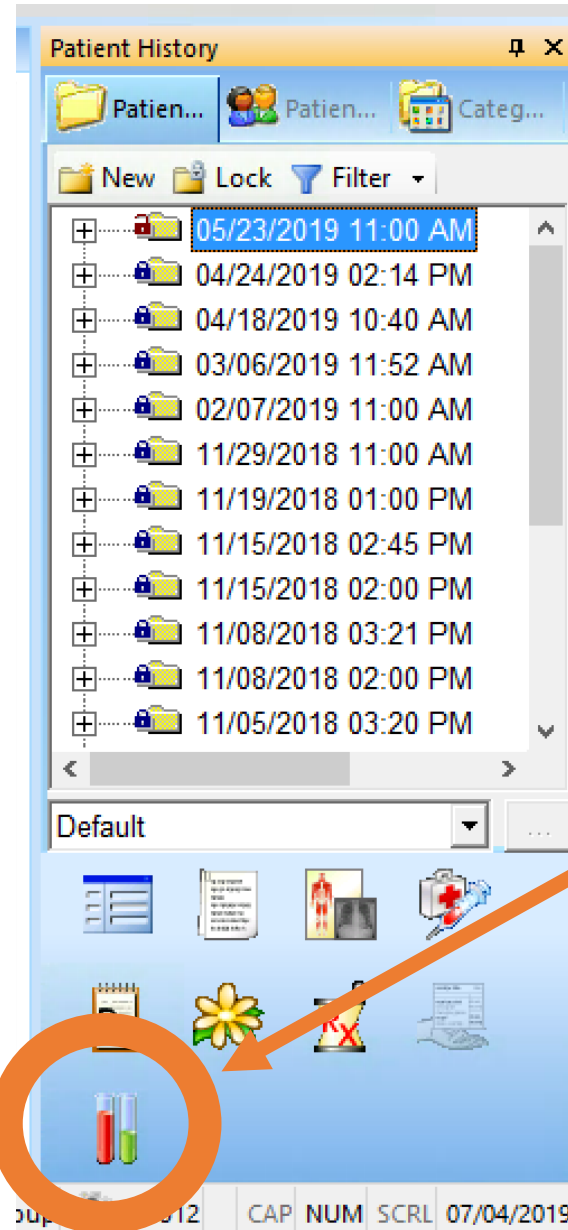 Patient History
Patien... Patien... Categ...
New Lock Filter
05/23/2019 11:00 AM
04/24/2019 02:14 PM
04/18/2019 10:40 AM
03/06/2019 11:52 AM
02/07/2019 11:00 AM
11/29/2018 11:00 AM
11/19/2018 01:00 PM
11/15/2018 02:45 PM
11/15/2018 02:00 PM
11/08/2018 03:21 PM
11/08/2018 02:00 PM
11/05/2018 03:20 PM
Default ...
Rx
CAP NUM SCRL 07/04/2019